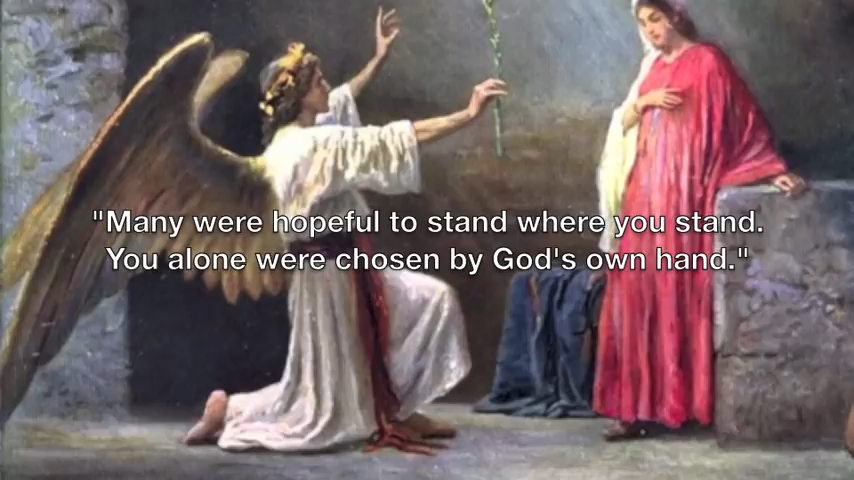 "Many were hopeful to stand where you stand.
You alone were chosen by God's own hand."